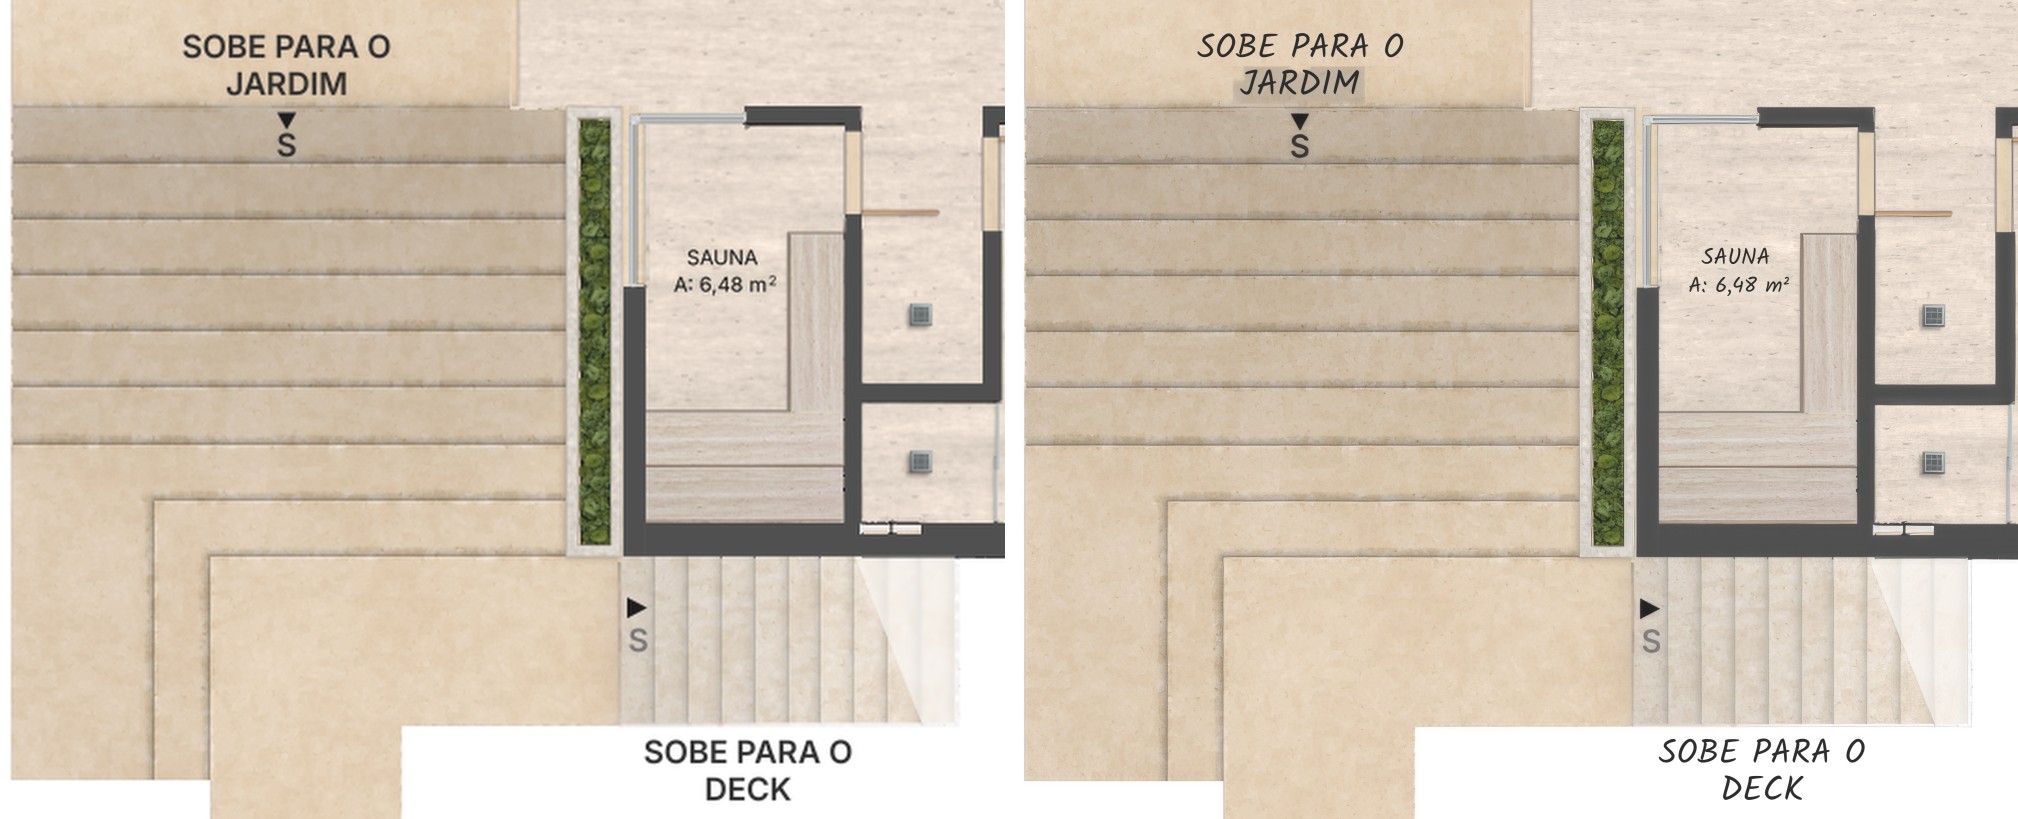 SOBE PARA O
JARDIM
S
SAUNA
A: 6,48 m²
S
SOBE PARA O
DECK
SOBE PARA O
JARDIM
S
SAUNA
A: 6,48 m²
S
SOBE PARA O
DECK